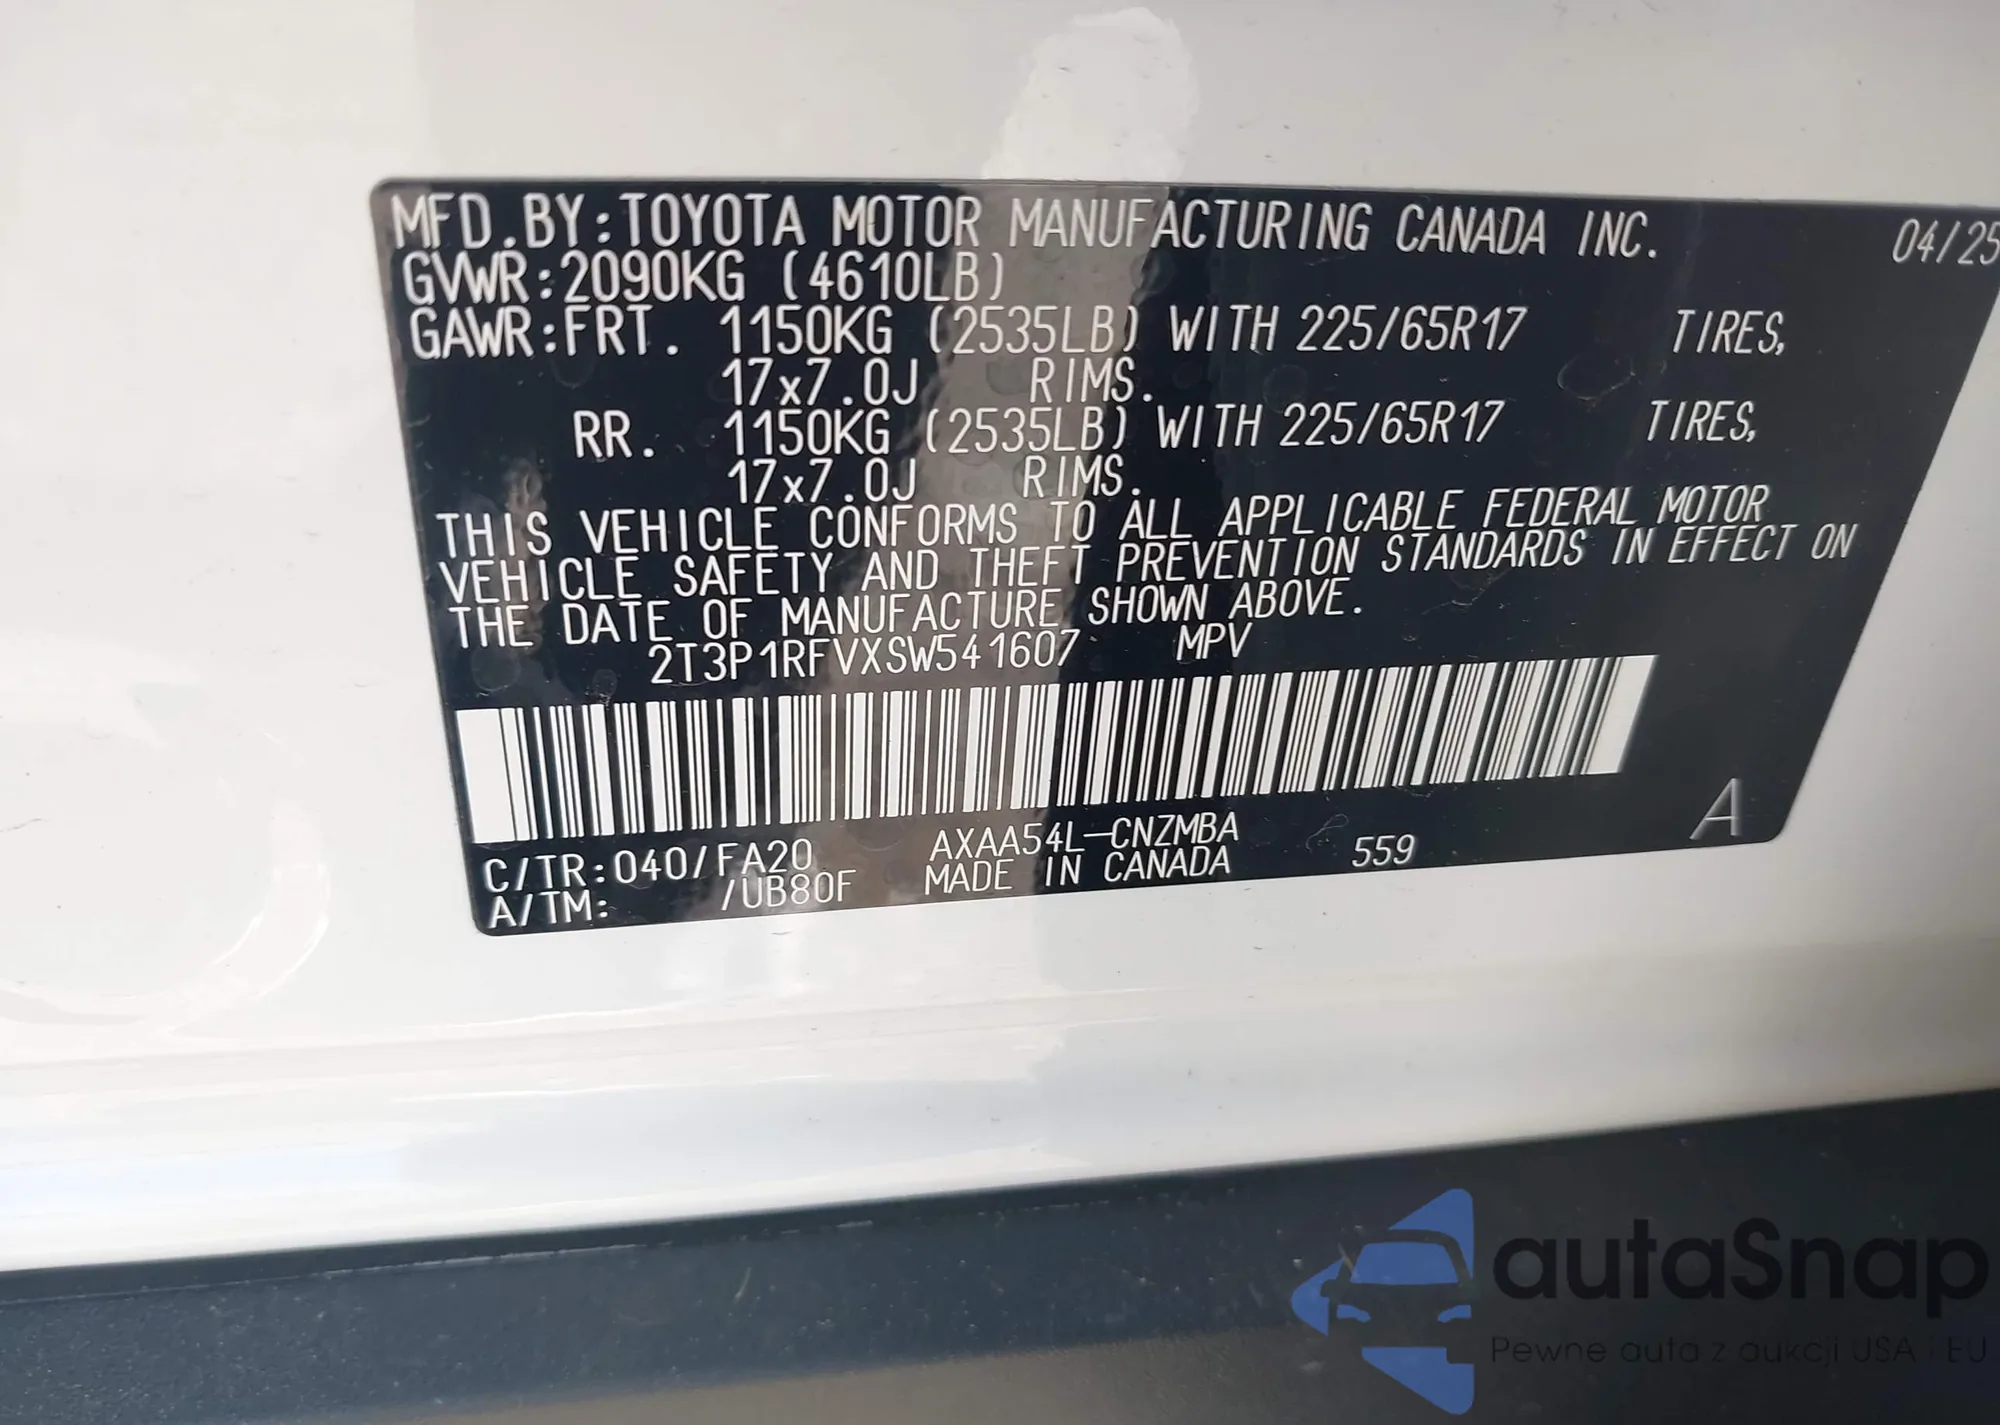 MFD.BY:TOYOTA MOTOR MANUFACTURING CANADA INC. 04/25
GVWR:2090KG (4610LB)
GAWR:FRT. 1150KG (2535LB) WITH 225/65R17 TIRES,
17x7.0J RIMS.
RR. 1150KG (2535LB) WITH 225/65R17 TIRES,
17x7.0J RIMS.
THIS VEHICLE CONFORMS TO ALL APPLICABLE FEDERAL MOTOR
VEHICLE SAFETY AND THEFT PREVENTION STANDARDS IN EFFECT ON
THE DATE OF MANUFACTURE SHOWN ABOVE.
2T3P1RFVXSW541607 MPV
A
C/TR:040/FA20 AXAA54L-CNZMBA 559
A/TM: /UB80F MADE IN CANADA
autaSnap
Pewne auta z aukcji USA i EU